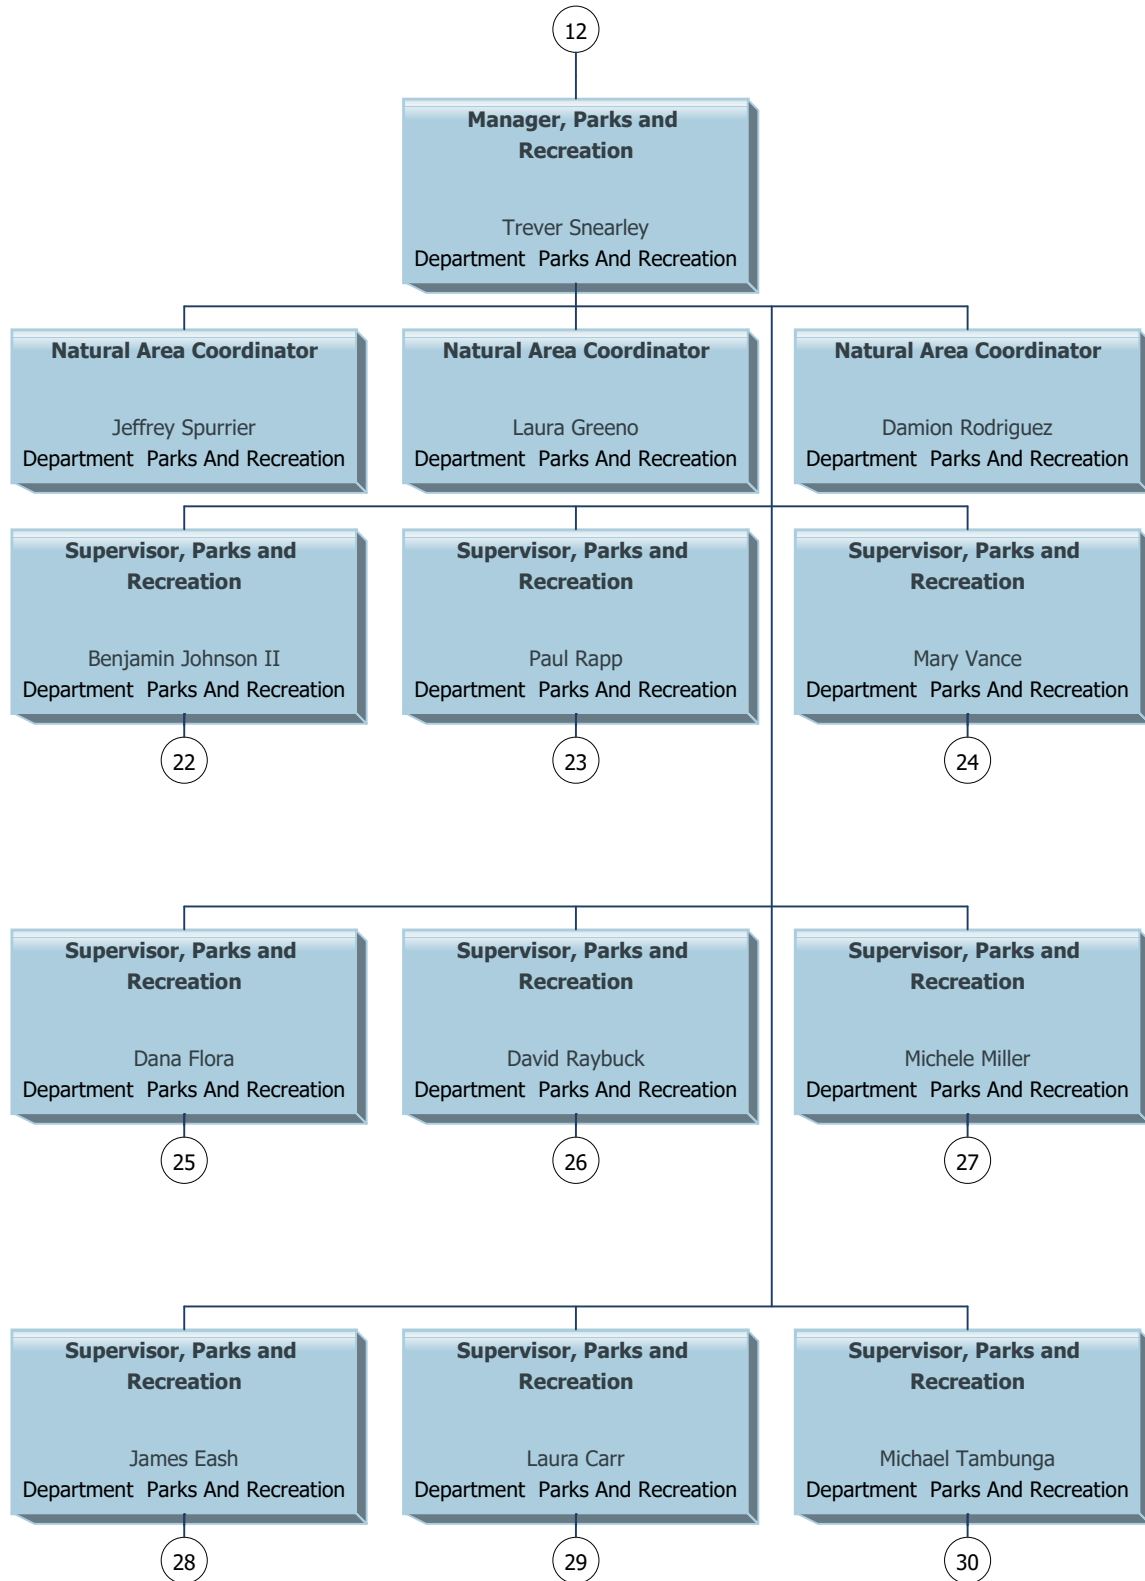 12
Manager, Parks and
Recreation
Trever Snearley
Department  Parks And Recreation
Natural Area Coordinator
Jeffrey Spurrier
Department  Parks And Recreation
Natural Area Coordinator
Laura Greeno
Department  Parks And Recreation
Natural Area Coordinator
Damion Rodriguez
Department  Parks And Recreation
Supervisor, Parks and
Recreation
Benjamin Johnson II
Department  Parks And Recreation
22
Supervisor, Parks and
Recreation
Paul Rapp
Department  Parks And Recreation
23
Supervisor, Parks and
Recreation
Mary Vance
Department  Parks And Recreation
24
Supervisor, Parks and
Recreation
Dana Flora
Department  Parks And Recreation
25
Supervisor, Parks and
Recreation
David Raybuck
Department  Parks And Recreation
26
Supervisor, Parks and
Recreation
Michele Miller
Department  Parks And Recreation
27
Supervisor, Parks and
Recreation
James Eash
Department  Parks And Recreation
28
Supervisor, Parks and
Recreation
Laura Carr
Department  Parks And Recreation
29
Supervisor, Parks and
Recreation
Michael Tambunga
Department  Parks And Recreation
30